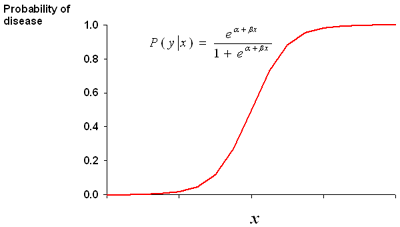 Probability of
disease
1.0
P(y|x) = e^{α+βx} / 1 + e^{α+βx}
0.8
0.6
0.4
0.2
0.0
x